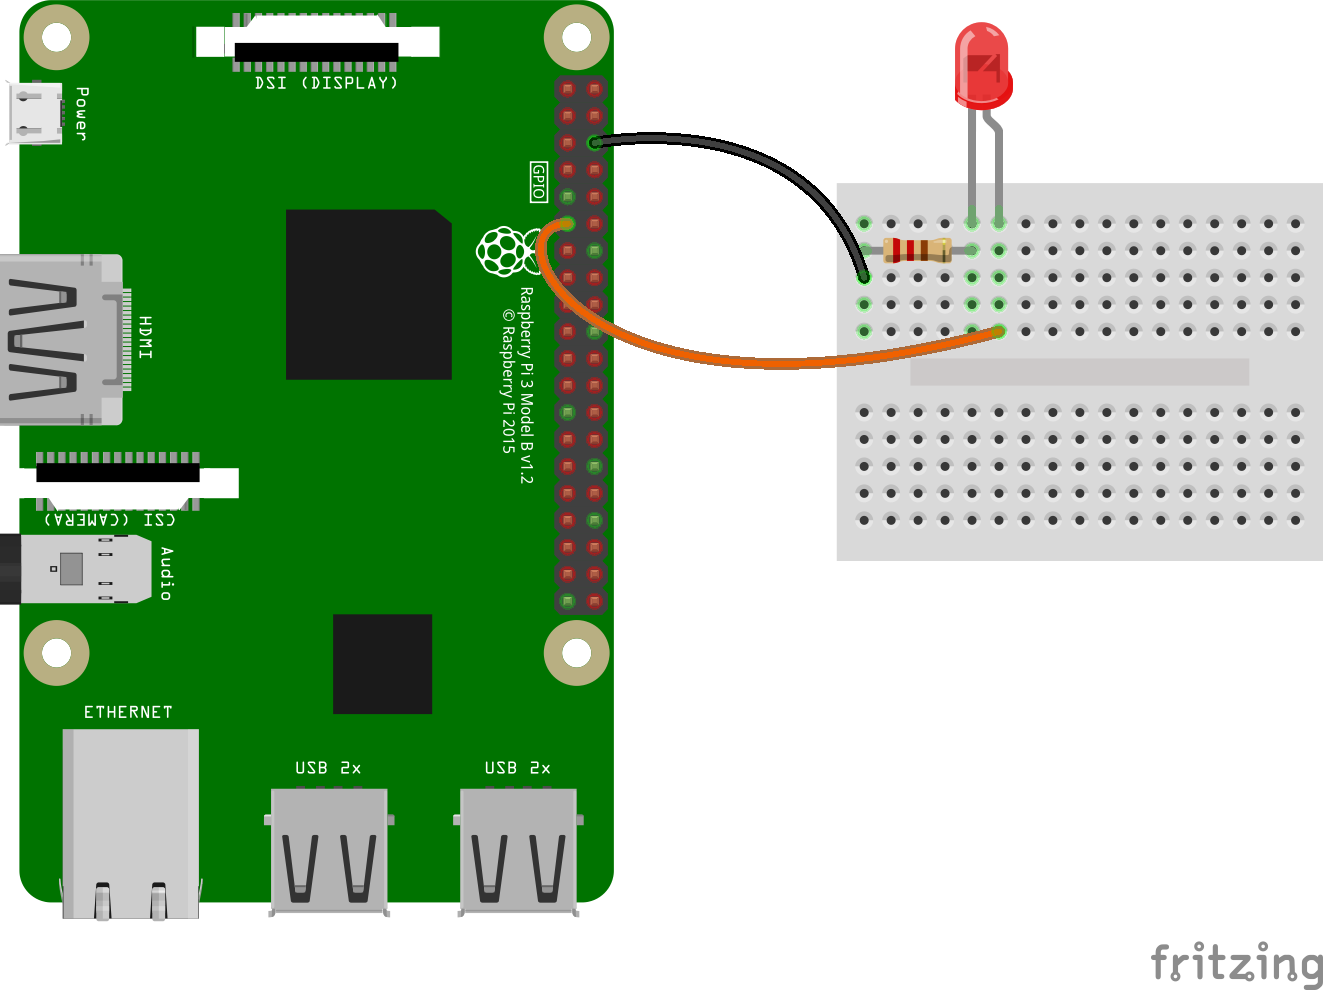 DSI (DISPLAY)
Power
GPIO
HDMI
Raspberry Pi 3 Model B v1.2
© Raspberry Pi 2015
CSI (CAMERA)
Audio
ETHERNET
USB 2x
USB 2x
fritzing